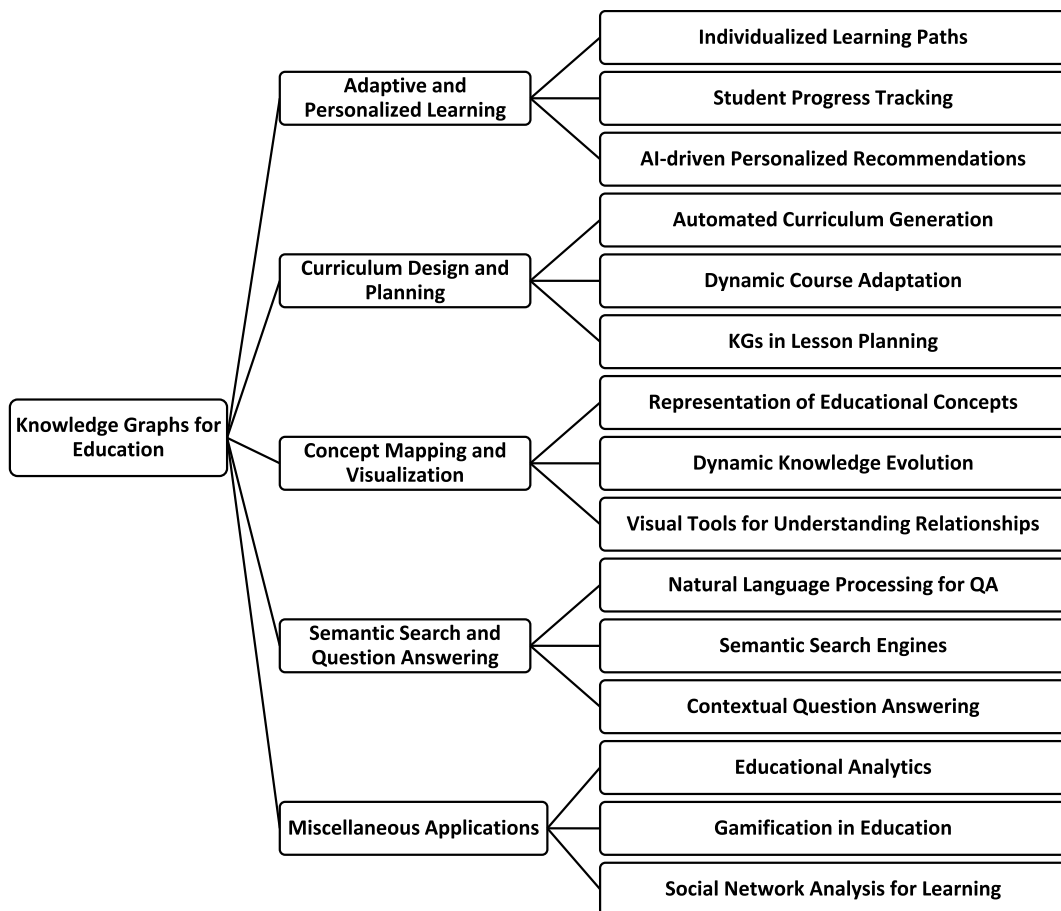 Knowledge Graphs for
Education
Adaptive and
Personalized Learning
Individualized Learning Paths
Student Progress Tracking
AI-driven Personalized Recommendations
Curriculum Design and
Planning
Automated Curriculum Generation
Dynamic Course Adaptation
KGs in Lesson Planning
Concept Mapping and
Visualization
Representation of Educational Concepts
Dynamic Knowledge Evolution
Visual Tools for Understanding Relationships
Semantic Search and
Question Answering
Natural Language Processing for QA
Semantic Search Engines
Contextual Question Answering
Miscellaneous Applications
Educational Analytics
Gamification in Education
Social Network Analysis for Learning